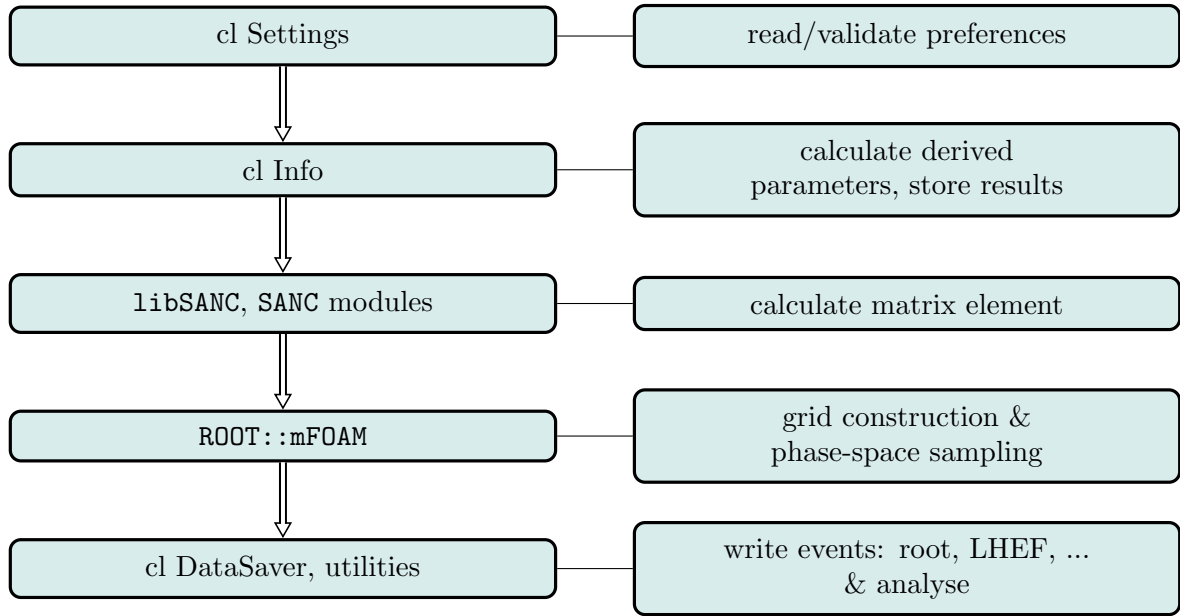 cl Settings
read/validate preferences
cl Info
calculate derived
parameters, store results
libSANC, SANC modules
calculate matrix element
ROOT::mFOAM
grid construction &
phase-space sampling
cl DataSaver, utilities
write events: root, LHEF, ...
& analyse